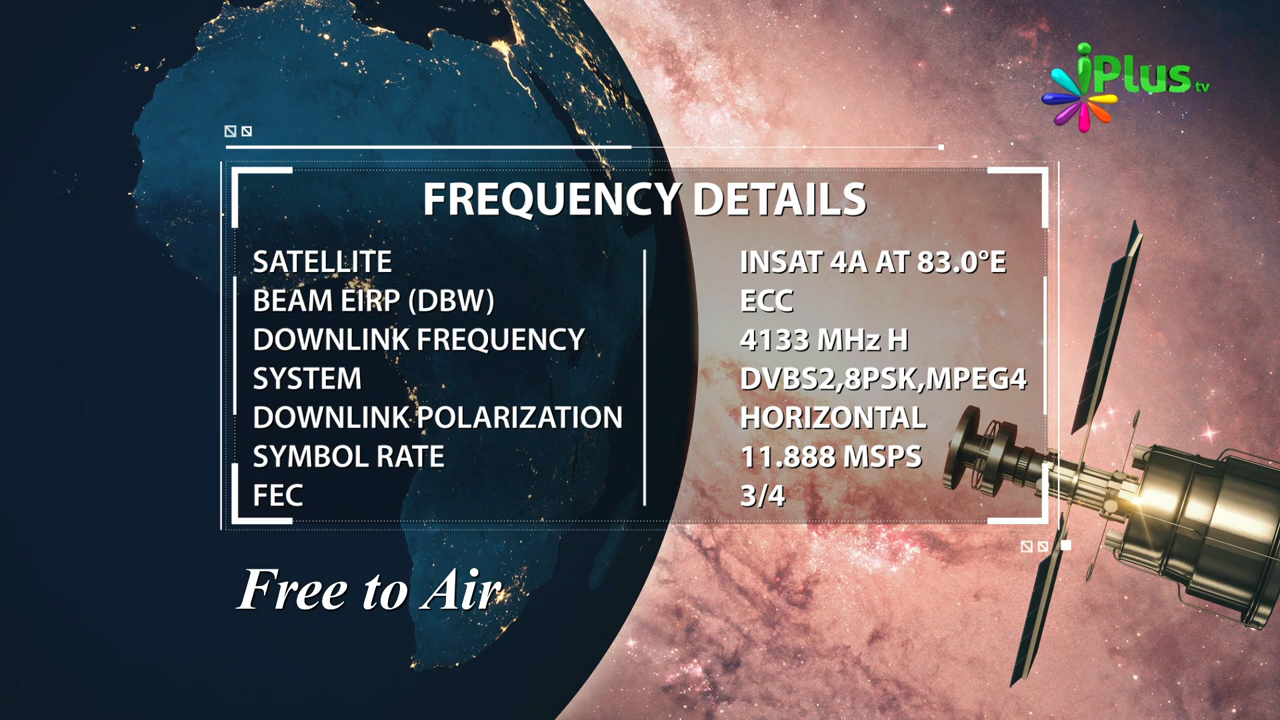 iPlus tv
FREQUENCY DETAILS
SATELLITE INSAT 4A AT 83.0°E
BEAM EIRP (DBW) ECC
DOWNLINK FREQUENCY 4133 MHz H
SYSTEM DVBS2,8PSK,MPEG4
DOWNLINK POLARIZATION HORIZONTAL
SYMBOL RATE 11.888 MSPS
FEC 3/4
Free to Air